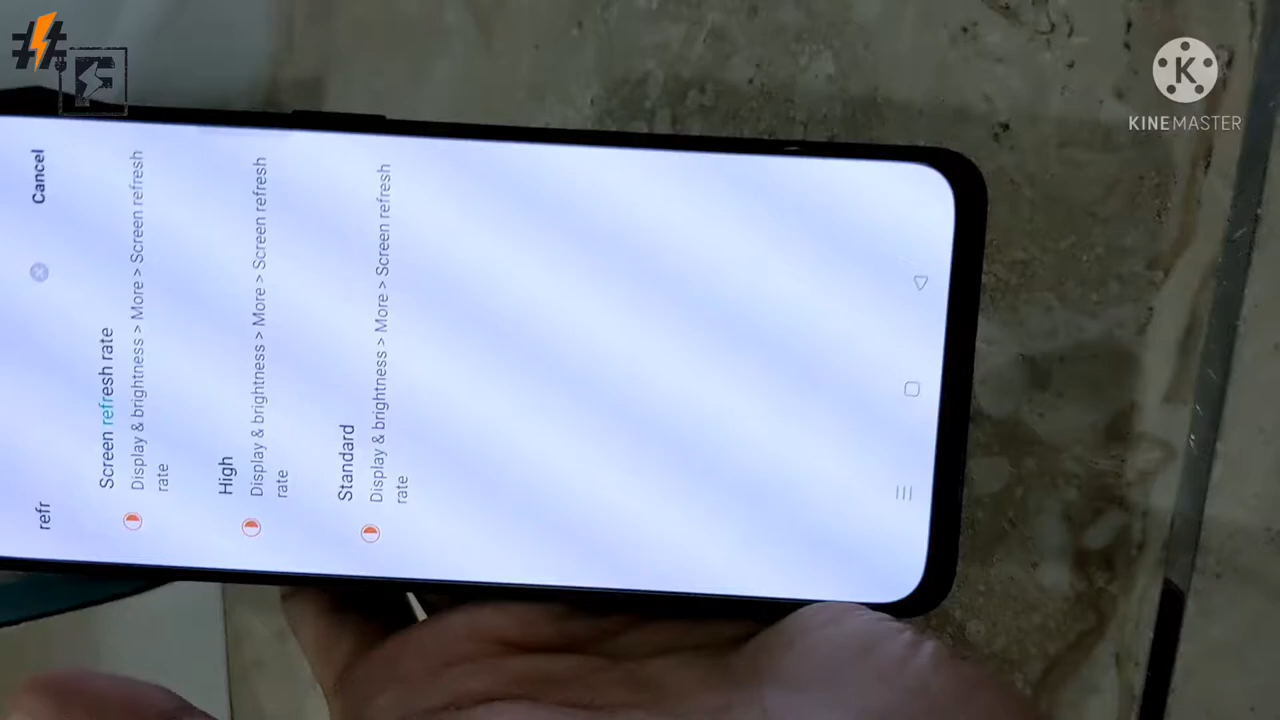 refr
Cancel
Screen refresh rate
Display & brightness > More > Screen refresh
rate
High
Display & brightness > More > Screen refresh
rate
Standard
Display & brightness > More > Screen refresh
rate
K
KINEMASTER